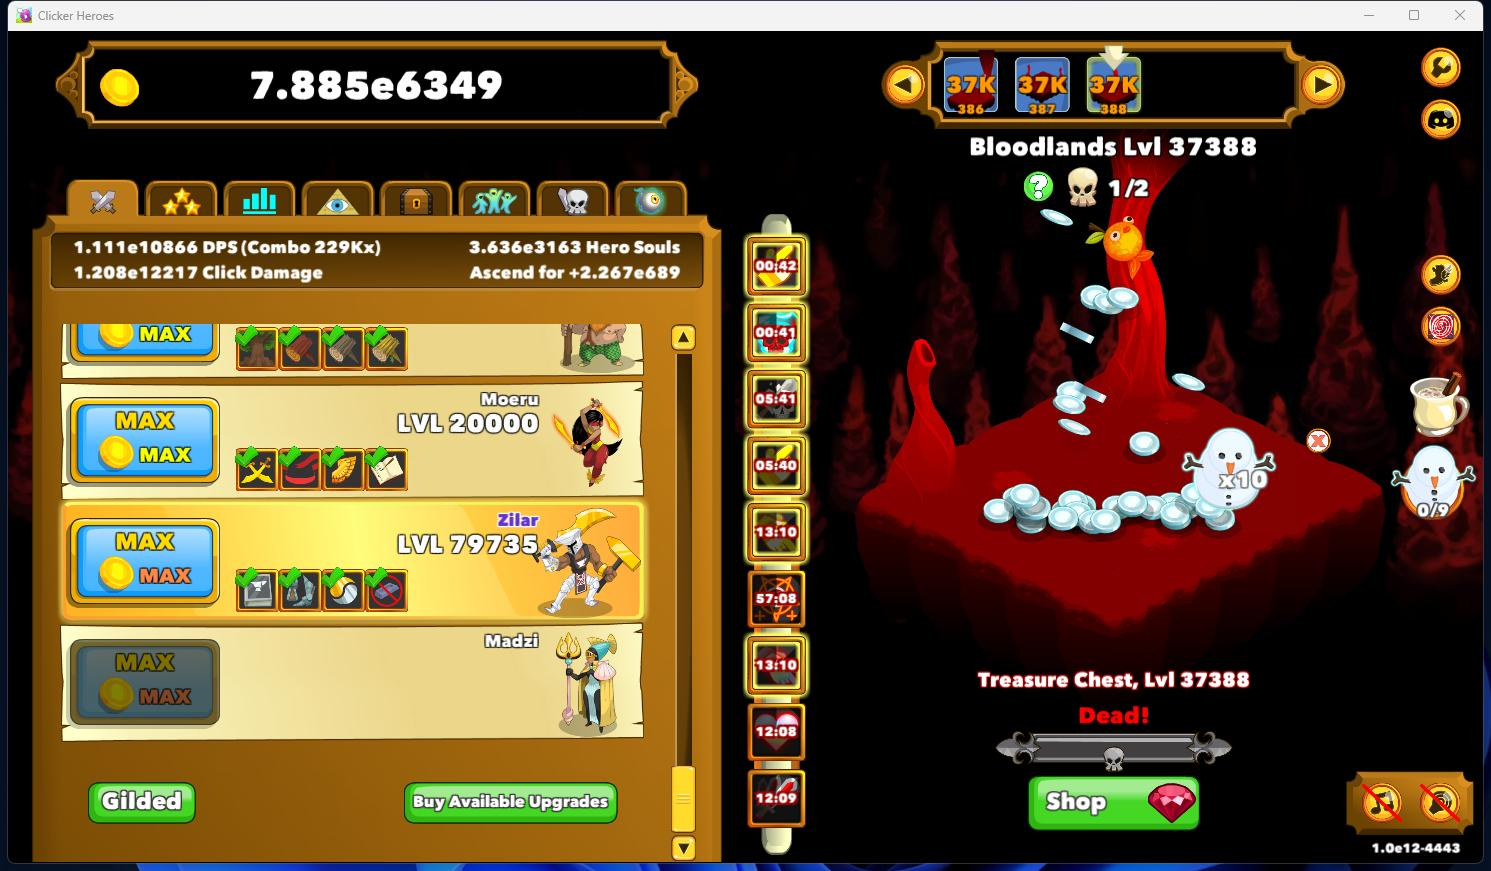 Clicker Heroes
7.885e6349
37K
386
37K
387
37K
388
Bloodlands Lvl 37388
1/2
1.111e10866 DPS (Combo 229Kx)
3.636e3163 Hero Souls
1.208e12217 Click Damage
Ascend for +2.267e689
MAX
MAX
Moeru
LVL 20000
MAX
MAX
Zilar
LVL 79735
MAX
MAX
Madzi
MAX
Gilded
Buy Available Upgrades
00:42
00:41
05:41
05:40
13:10
57:08
13:10
12:08
12:09
x10
0/9
Treasure Chest, Lvl 37388
Dead!
Shop
1.0e12-4443